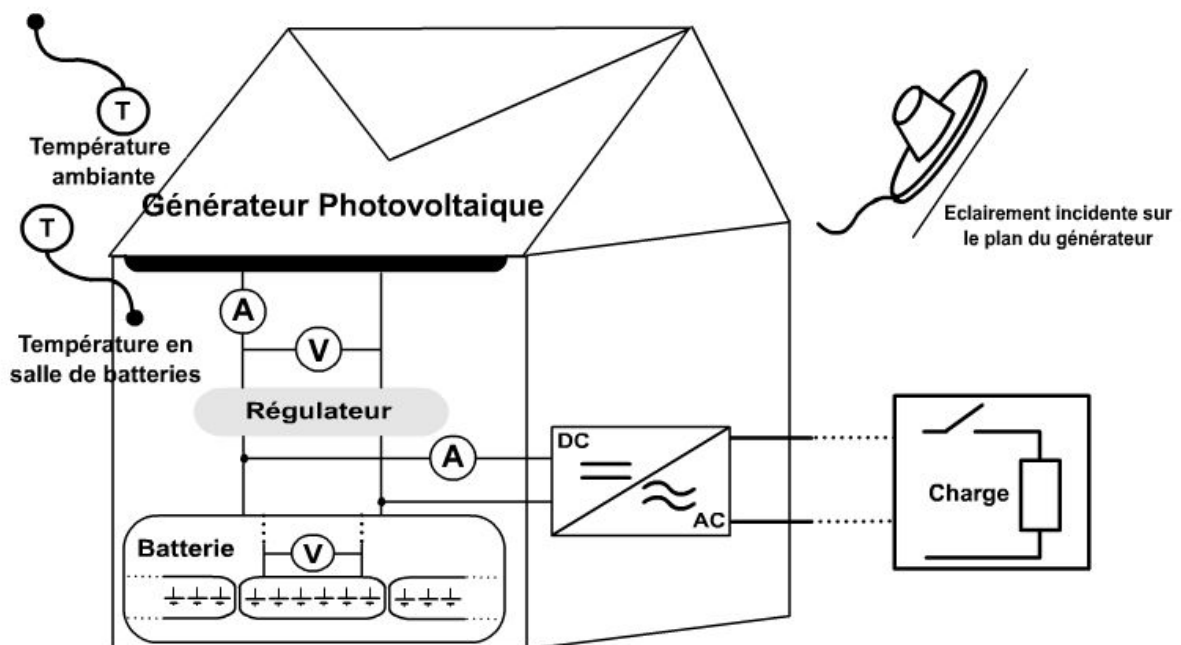 T
Température
ambiante
Générateur Photovoltaique
T
Température en
salle de batteries
Eclairement incidente sur
le plan du générateur
A
V
Régulateur
A
DC
AC
Charge
Batterie
V